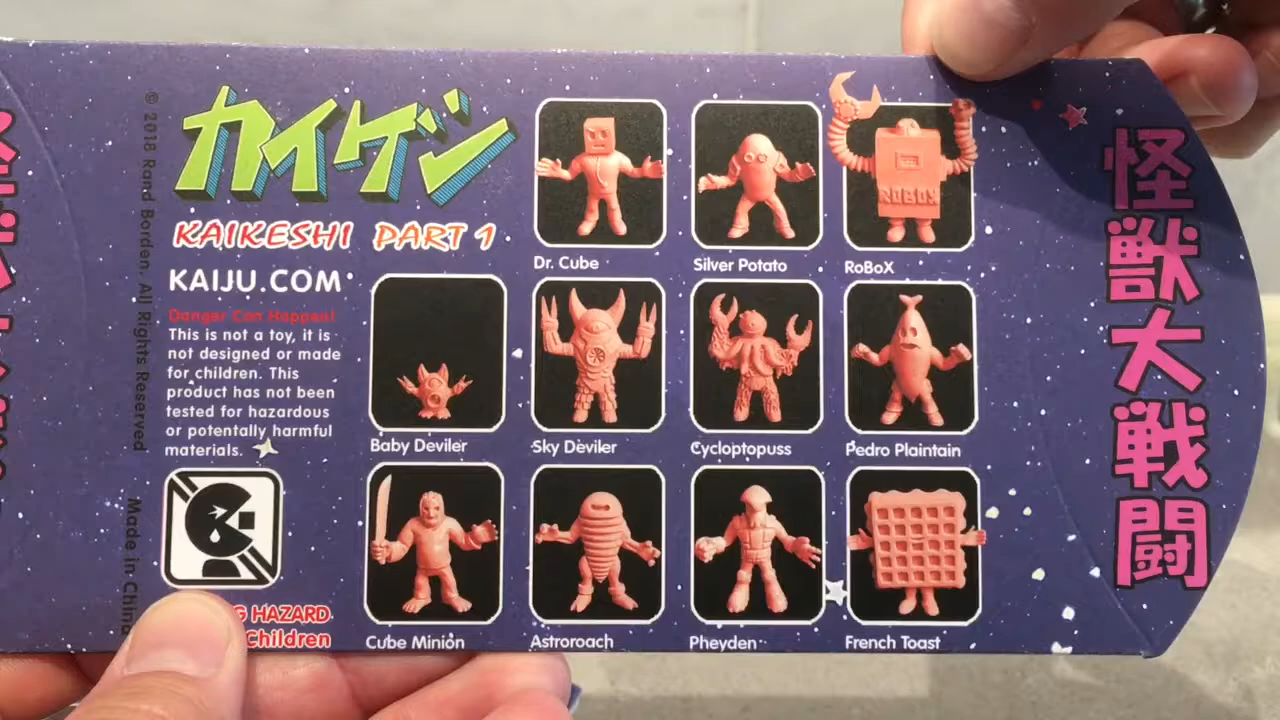 © 2018 Rand Borden. All Rights Reserved
Made in China
カイケシ
KAIKESHI PART 1
KAIJU.COM
Danger Can Happen!
This is not a toy, it is
not designed or made
for children. This
product has not been
tested for hazardous
or potentially harmful
materials.
HAZARD
Children
Dr. Cube
Silver Potato
RoBoX
ROBOX
Baby Deviler
Sky Deviler
Cycloptopuss
Pedro Plaintain
Cube Minion
Astroroach
Pheyden
French Toast
怪獣大戦闘